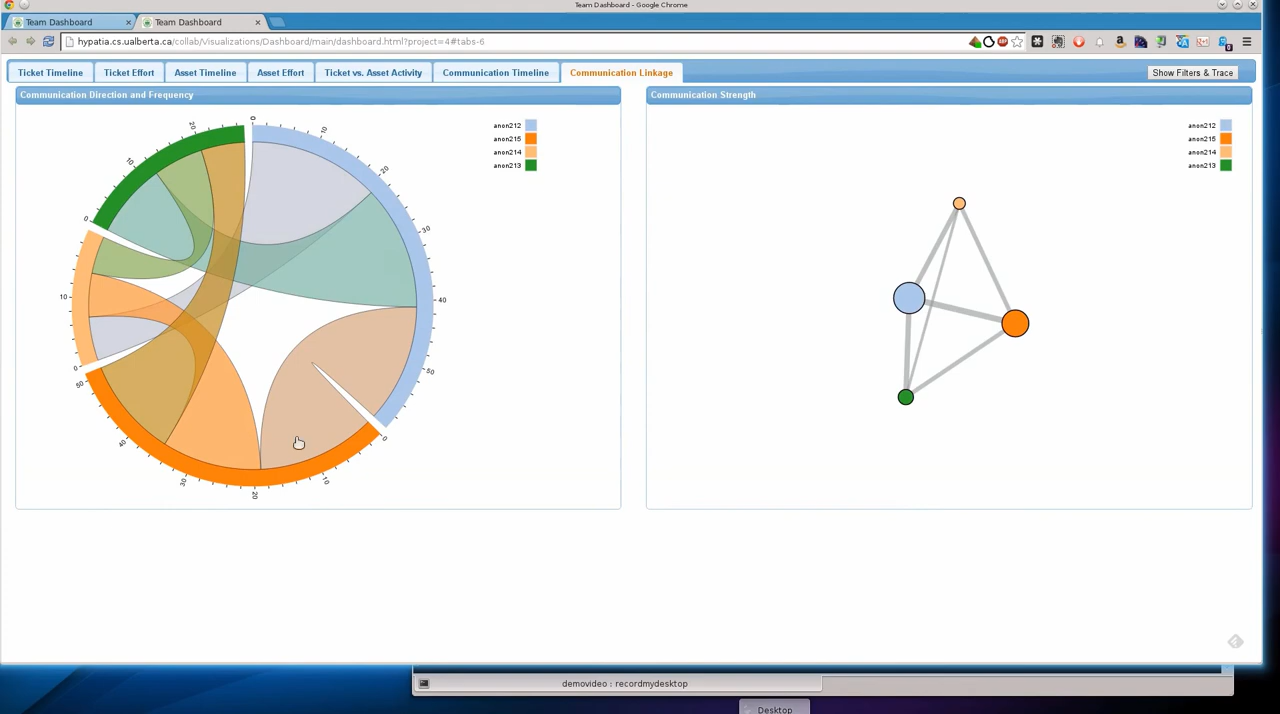 Team Dashboard - Google Chrome
Team Dashboard
Team Dashboard
hypatia.cs.ualberta.ca/collab/Visualizations/Dashboard/main/dashboard.html?project=4#tabs-6
Ticket Timeline
Ticket Effort
Asset Timeline
Asset Effort
Ticket vs. Asset Activity
Communication Timeline
Communication Linkage
Show Filters & Trace
Communication Direction and Frequency
0
10
20
30
40
50
0
10
20
30
40
50
0
10
0
10
20
anon212
anon215
anon214
anon213
Communication Strength
anon212
anon215
anon214
anon213
demovideo : recordmydesktop
Desktop